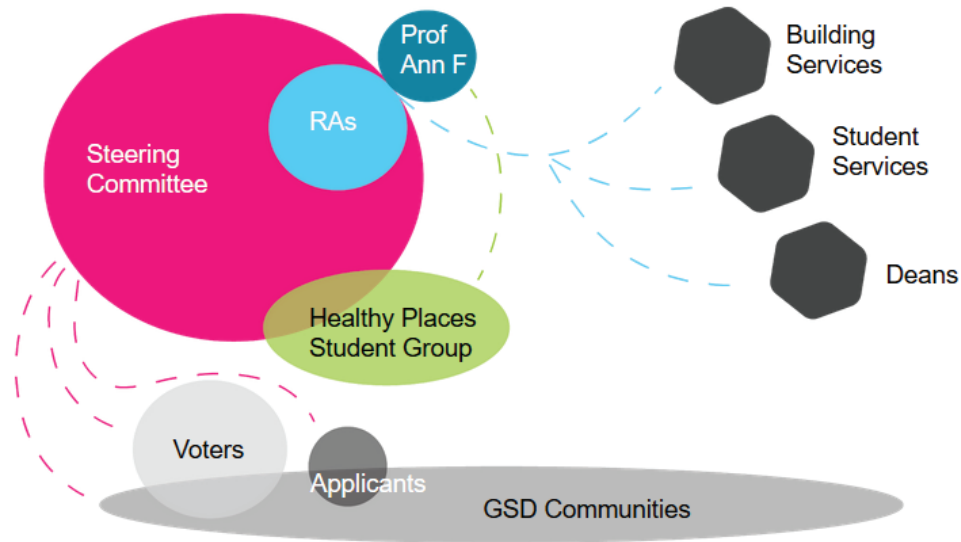 Prof
Ann F
Building
Services
RAs
Steering
Committee
Student
Services
Deans
Healthy Places
Student Group
Voters
Applicants
GSD Communities